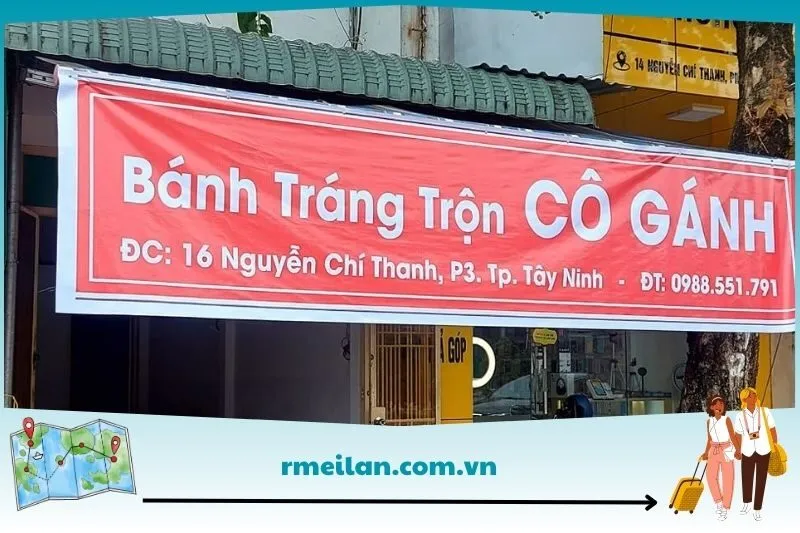 14 NGUYỄN CHÍ THANH, P
Bánh Tráng Trộn CÔ GÁNH
ĐC: 16 Nguyễn Chí Thanh, P3. Tp. Tây Ninh - ĐT: 0988.551.791
GÓP
rmeilan.com.vn